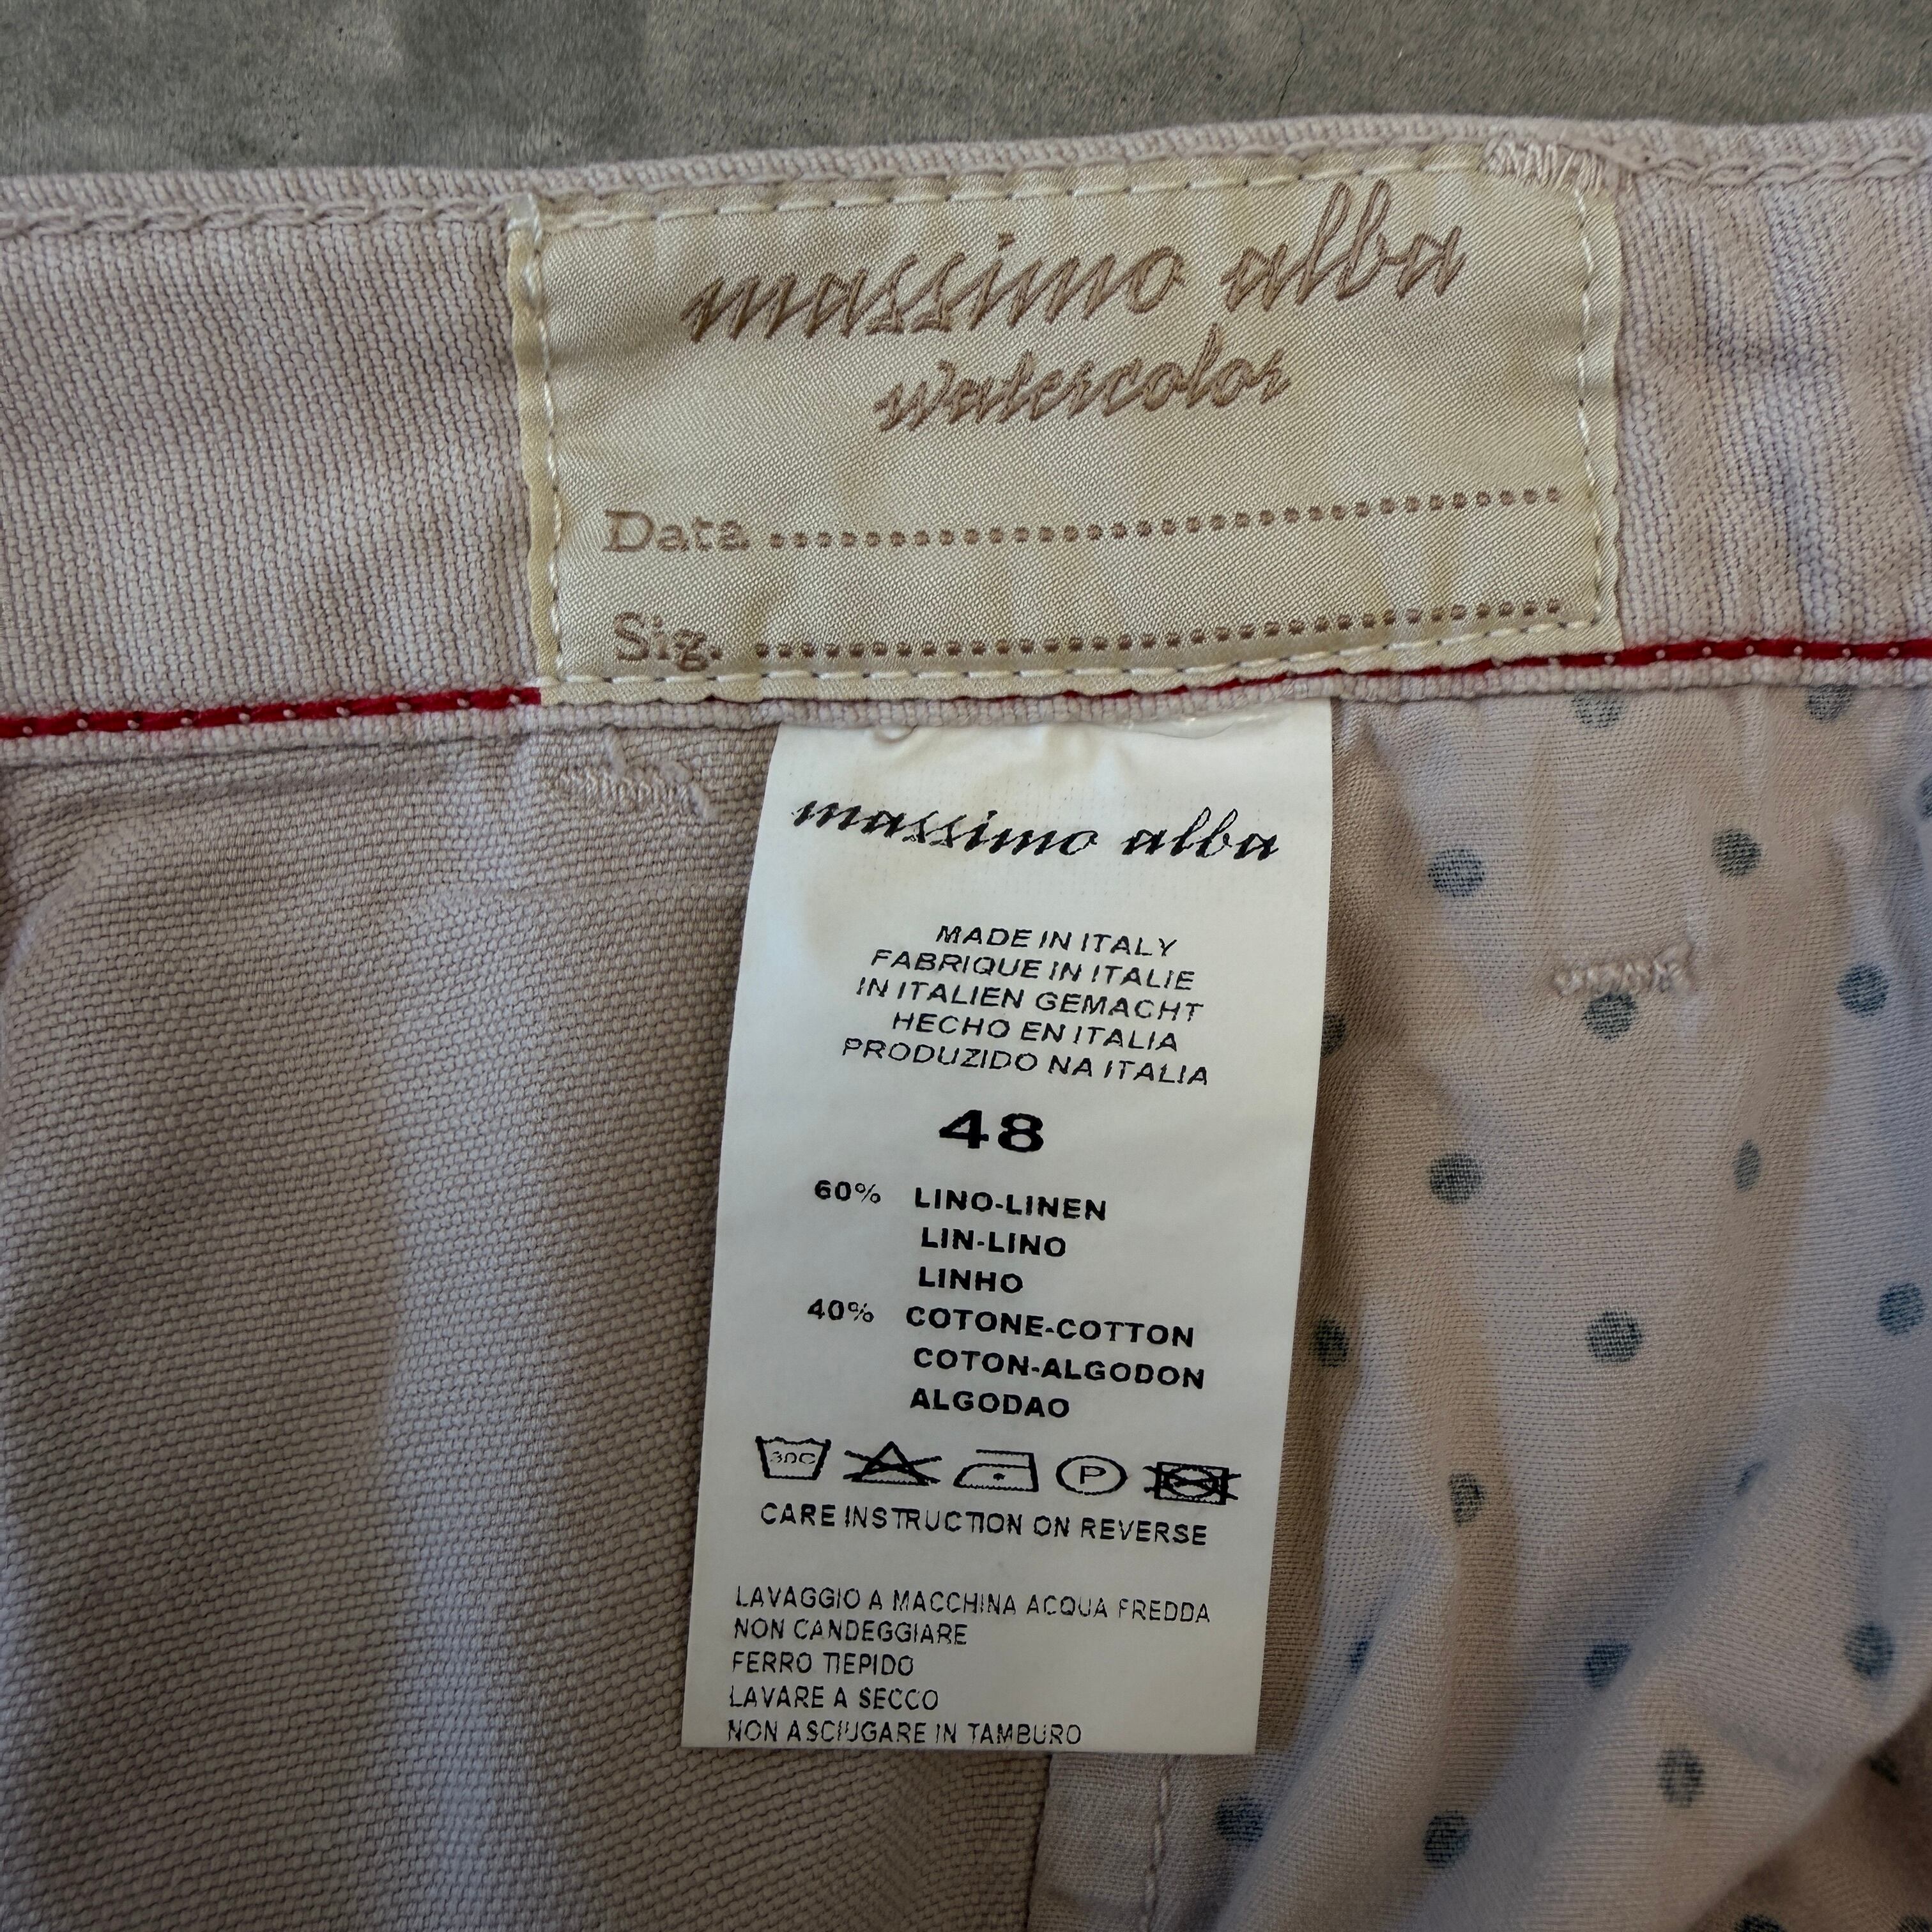 massimo alba
watercolor
Data ................................
Sig. ................................
massimo alba
MADE IN ITALY
FABRIQUE IN ITALIE
IN ITALIEN GEMACHT
HECHO EN ITALIA
PRODUZIDO NA ITALIA
48
60% LINO-LINEN
LIN-LINO
LINHO
40% COTONE-COTTON
COTON-ALGODON
ALGODAO
30C P
CARE INSTRUCTION ON REVERSE
LAVAGGIO A MACCHINA ACQUA FREDDA
NON CANDEGGIARE
FERRO TIEPIDO
LAVARE A SECCO
NON ASCIUGARE IN TAMBURO